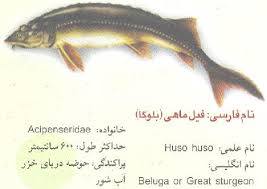 نام فارسی: فیل ماهی (بلوگا)
خانواده: Acipenseridae
نام علمی: Huso huso
حداکثر طول: ۶۰۰ سانتیمتر
نام انگلیسی:
پراکندگی: حوضه دریای خزر
Beluga or Great sturgeon
آب شور